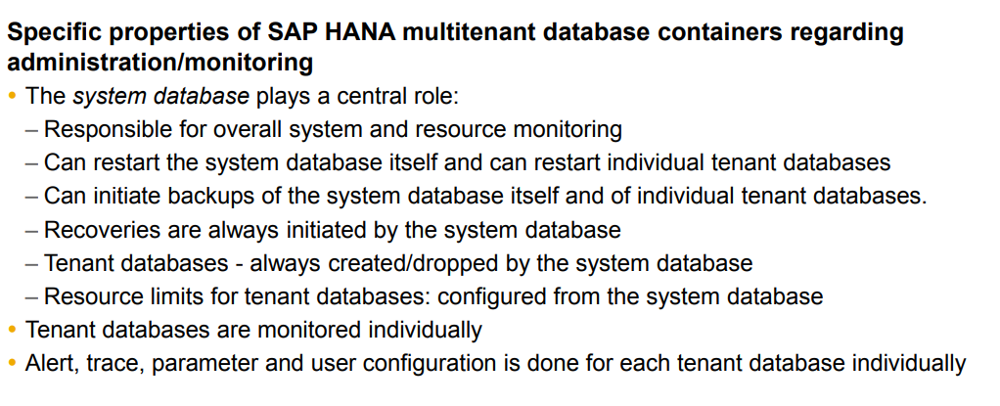 Specific properties of SAP HANA multitenant database containers regarding
administration/monitoring
• The system database plays a central role:
– Responsible for overall system and resource monitoring
– Can restart the system database itself and can restart individual tenant databases
– Can initiate backups of the system database itself and of individual tenant databases.
– Recoveries are always initiated by the system database
– Tenant databases - always created/dropped by the system database
– Resource limits for tenant databases: configured from the system database
• Tenant databases are monitored individually
• Alert, trace, parameter and user configuration is done for each tenant database individually